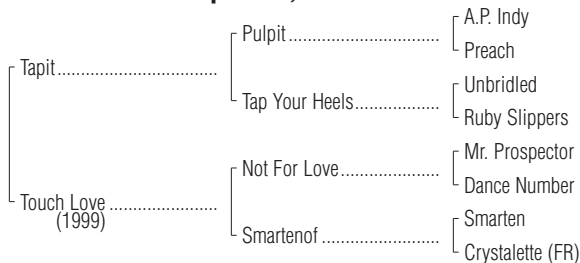 A.P. Indy
Pulpit
Preach
Tapit
Unbridled
Tap Your Heels
Ruby Slippers
Mr. Prospector
Not For Love
Dance Number
Touch Love
(1999)
Smarten
Smartenof
Crystalette (FR)